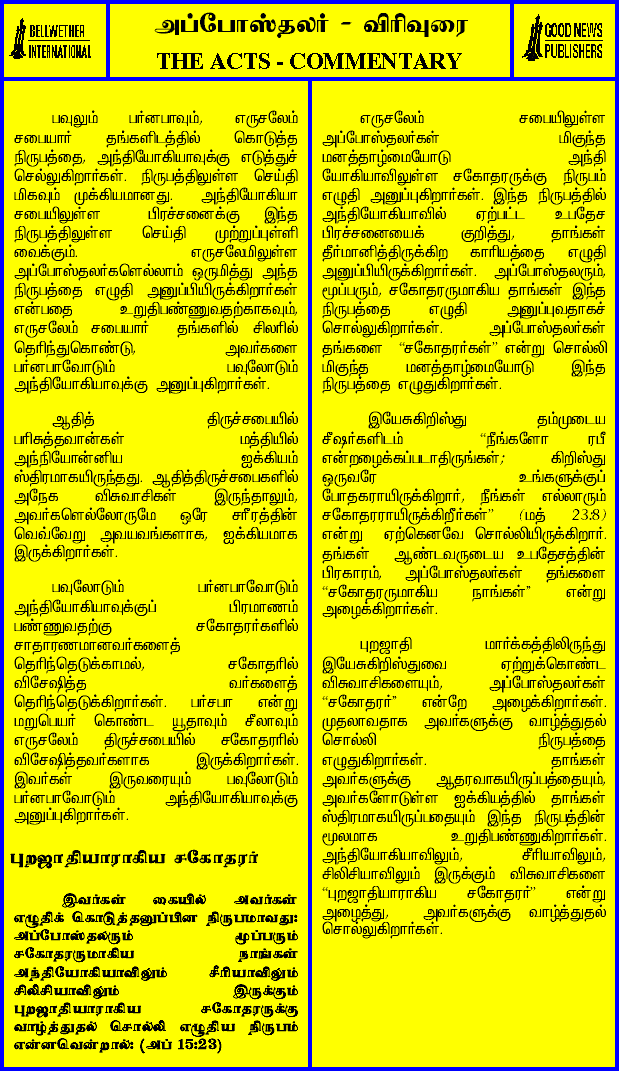 BELLWETHER
INTERNATIONAL
அப்போஸ்தலர் - விரிவுரை
THE ACTS - COMMENTARY
GOOD NEWS
PUBLISHERS
பவுலும் பர்னபாவும், எருசலேம்
சபையார் தங்களிடத்தில் கொடுத்த
நிருபத்தை, அந்தியோகியாவுக்கு எடுத்துச்
செல்லுகிறார்கள். நிருபத்திலுள்ள செய்தி
மிகவும் முக்கியமானது. அந்தியோகியா
சபையிலுள்ள பிரச்சனைக்கு இந்த
நிருபத்திலுள்ள செய்தி முற்றுப்புள்ளி
வைக்கும். எருசலேமிலுள்ள
அப்போஸ்தலர்களெல்லாம் ஒருமித்து அந்த
நிருபத்தை எழுதி அனுப்பியிருக்கிறார்கள்
என்பதை உறுதிபண்ணுவதற்காகவும்,
எருசலேம் சபையார் தங்களில் சிலரில்
தெரிந்துகொண்டு, அவர்களை
பர்னபாவோடும் பவுலோடும்
அந்தியோகியாவுக்கு அனுப்புகிறார்கள்.
ஆதித் திருச்சபையில்
பரிசுத்தவான்கள் மத்தியில்
அந்நியோன்னிய ஐக்கியம்
ஸ்திரமாகயிருந்தது. ஆதித்திருச்சபைகளில்
அநேக விசுவாசிகள் இருந்தாலும்,
அவர்களெல்லோருமே ஒரே சரீரத்தின்
வெவ்வேறு அவயவங்களாக, ஐக்கியமாக
இருக்கிறார்கள்.
பவுலோடும் பர்னபாவோடும்
அந்தியோகியாவுக்குப் பிரமாணம்
பண்ணுவதற்கு சகோதரர்களில்
சாதாரணமானவர்களைத்
தெரிந்தெடுக்காமல், சகோதரில்
விசேஷித்த வர்களைத்
தெரிந்தெடுக்கிறார்கள். பர்சபா என்று
மறுபெயர் கொண்ட யூதாவும் சீலாவும்
எருசலேம் திருச்சபையில் சகோதரரில்
விசேஷித்தவர்களாக இருக்கிறார்கள்.
இவர்கள் இருவரையும் பவுலோடும்
பர்னபாவோடும் அந்தியோகியாவுக்கு
அனுப்புகிறார்கள்.
புறஜாதியாராகிய சகோதரர்
இவர்கள் கையில் அவர்கள்
எழுதிக் கொடுத்தனுப்பின நிருபமாவது:
அப்போஸ்தலரும் மூப்பரும்
சகோதரருமாகிய நாங்கள்
அந்தியோகியாவிலும் சீரியாவிலும்
சிலிசியாவிலும் இருக்கும்
புறஜாதியாராகிய சகோதரருக்கு
வாழ்த்துதல் சொல்லி எழுதிய நிருபம்
என்னவென்றால்: (அப் 15:23)
எருசலேம் சபையிலுள்ள
அப்போஸ்தலர்கள் மிகுந்த
மனத்தாழ்மையோடு அந்தி
யோகியாவிலுள்ள சகோதரருக்கு நிருபம்
எழுதி அனுப்புகிறார்கள். இந்த நிருபத்தில்
அந்தியோகியாவில் ஏற்பட்ட உபதேச
பிரச்சனையைக் குறித்து, தாங்கள்
தீர்மானித்திருக்கிற காரியத்தை எழுதி
அனுப்பியிருக்கிறார்கள். அப்போஸ்தலரும்,
மூப்பரும், சகோதரருமாகிய தாங்கள் இந்த
நிருபத்தை எழுதி அனுப்புவதாகச்
சொல்லுகிறார்கள். அப்போஸ்தலர்கள்
தங்களை “சகோதரர்கள்” என்று சொல்லி
மிகுந்த மனத்தாழ்மையோடு இந்த
நிருபத்தை எழுதுகிறார்கள்.
இயேசுகிறிஸ்து தம்முடைய
சீஷர்களிடம் “நீங்களோ ரபீ
என்றழைக்கப்படாதிருங்கள்; கிறிஸ்து
ஒருவரே உங்களுக்குப்
போதகராயிருக்கிறார், நீங்கள் எல்லாரும்
சகோதரராயிருக்கிறீர்கள்” (மத் 23:8)
என்று ஏற்கெனவே சொல்லியிருக்கிறார்.
தங்கள் ஆண்டவருடைய உபதேசத்தின்
பிரகாரம், அப்போஸ்தலர்கள் தங்களை
“சகோதரருமாகிய நாங்கள்” என்று
அழைக்கிறார்கள்.
புறஜாதி மார்க்கத்திலிருந்து
இயேசுகிறிஸ்துவை ஏற்றுக்கொண்ட
விசுவாசிகளையும், அப்போஸ்தலர்கள்
“சகோதரர்” என்றே அழைக்கிறார்கள்.
முதலாவதாக அவர்களுக்கு வாழ்த்துதல்
சொல்லி நிருபத்தை
எழுதுகிறார்கள். தாங்கள்
அவர்களுக்கு ஆதரவாகயிருப்பத்தையும்,
அவர்களோடுள்ள ஐக்கியத்தில் தாங்கள்
ஸ்திரமாகயிருப்பதையும் இந்த நிருபத்தின்
மூலமாக உறுதிபண்ணுகிறார்கள்.
அந்தியோகியாவிலும், சீரியாவிலும்,
சிலிசியாவிலும் இருக்கும் விசுவாசிகளை
“புறஜாதியாராகிய சகோதரர்” என்று
அழைத்து, அவர்களுக்கு வாழ்த்துதல்
சொல்லுகிறார்கள்.